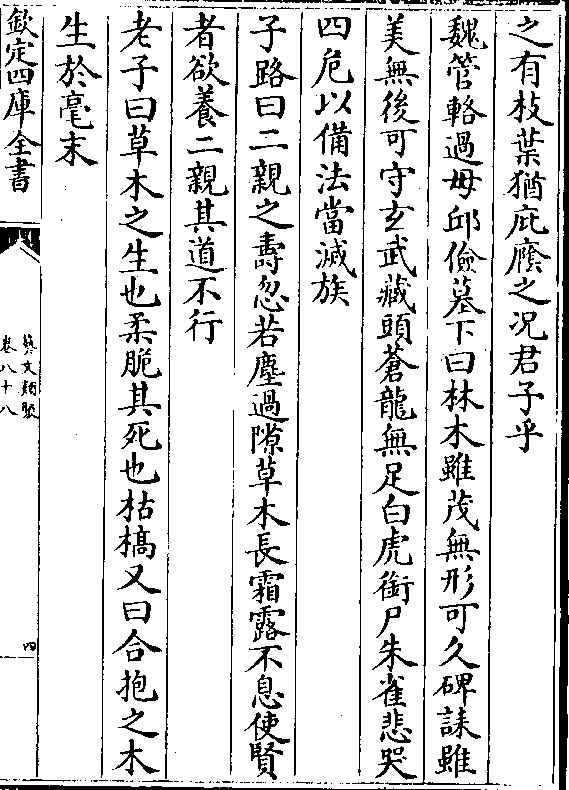 之有枝葉猶庇廕之况君子乎
魏管輅過毋邱儉墓下曰林木雖茂無形可久碑誄雖
美無後可守玄武藏頭蒼龍無足白虎銜尸朱雀悲哭
四危以備法當滅族
子路曰二親之壽忽若塵過隙草木長霜露不息使賢
者欲養二親其道不行
老子曰草木之生也柔脆其死也枯槁又曰合抱之木
生於毫末
欽定四庫全書
藝文類聚
卷八十八
四